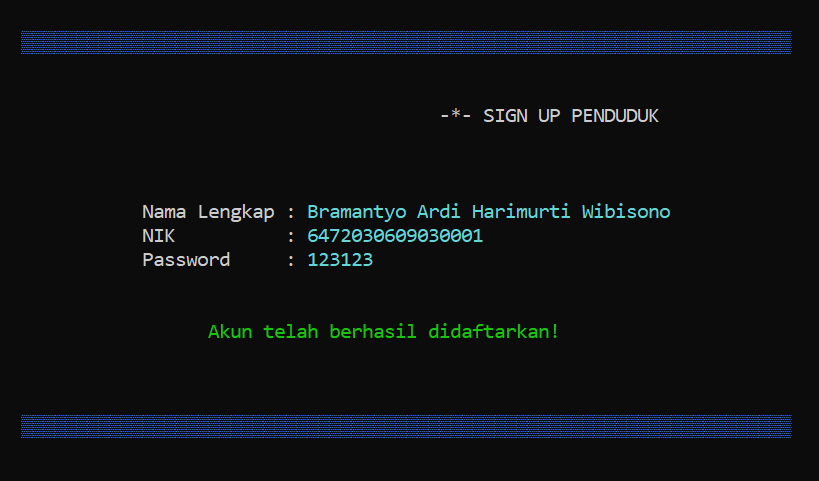 -*- SIGN UP PENDUDUK
Nama Lengkap : Bramantyo Ardi Harimurti Wibisono
NIK : 6472030609030001
Password : 123123
Akun telah berhasil didaftarkan!